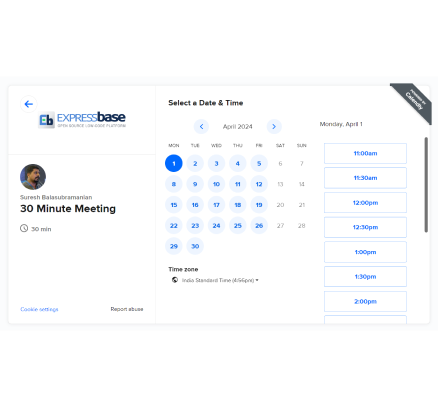 EXPRESSbase
OPEN SOURCE LOW-CODE PLATFORM
Suresh Balasubramanian
30 Minute Meeting
30 min
Cookie settings
Report abuse
Select a Date & Time
April 2024
MON TUE WED THU FRI SAT SUN
1 2 3 4 5 6 7
8 9 10 11 12 13 14
15 16 17 18 19 20 21
22 23 24 25 26 27 28
29 30
Time zone
India Standard Time (4:56pm)
Monday, April 1
11:00am
11:30am
12:00pm
12:30pm
1:00pm
1:30pm
2:00pm
POWERED BY
Calendly